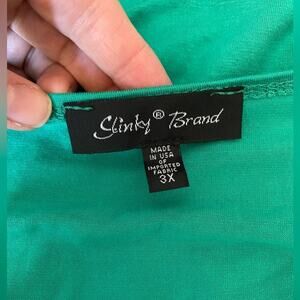 Slinky® Brand
MADE
IN USA
OF
IMPORTED
FABRIC
3X